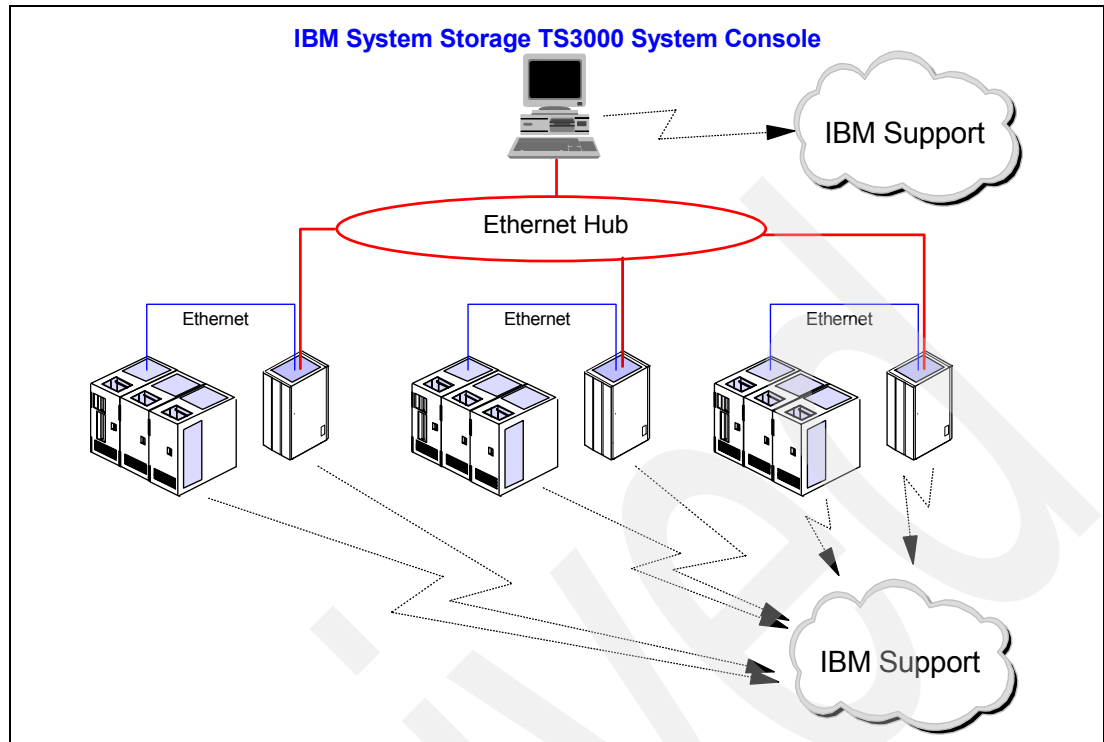 IBM System Storage TS3000 System Console
IBM Support
Ethernet Hub
Ethernet
Ethernet
Ethernet
IBM Support